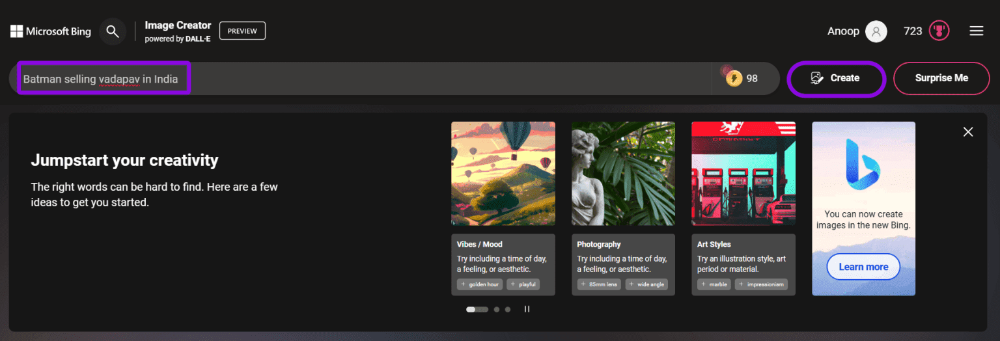 Microsoft Bing
Image Creator
powered by DALL·E
PREVIEW
Anoop
723
Batman selling vadapav in India
98
Create
Surprise Me
Jumpstart your creativity
The right words can be hard to find. Here are a few
ideas to get you started.
Vibes / Mood
Try including a time of day,
a feeling, or aesthetic.
+ golden hour
+ playful
Photography
Try including a time of day,
a feeling, or aesthetic.
+ 85mm lens
+ wide angle
Art Styles
Try an illustration style, art
period or material.
+ marble
+ impressionism
You can now create
images in the new Bing.
Learn more